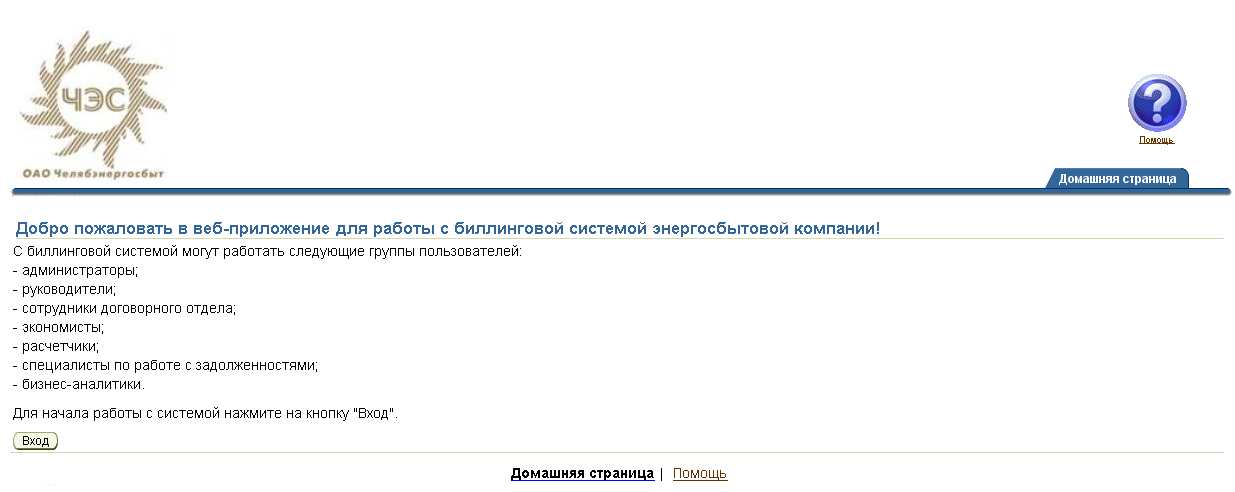 ЧЭС
ОАО Челябэнергосбыт
Помощь
Домашняя страница
Добро пожаловать в веб-приложение для работы с биллинговой системой энергосбытовой компании!
С биллинговой системой могут работать следующие группы пользователей:
- администраторы;
- руководители;
- сотрудники договорного отдела;
- экономисты;
- расчетчики;
- специалисты по работе с задолженностями;
- бизнес-аналитики.
Для начала работы с системой нажмите на кнопку "Вход".
Вход
Домашняя страница | Помощь